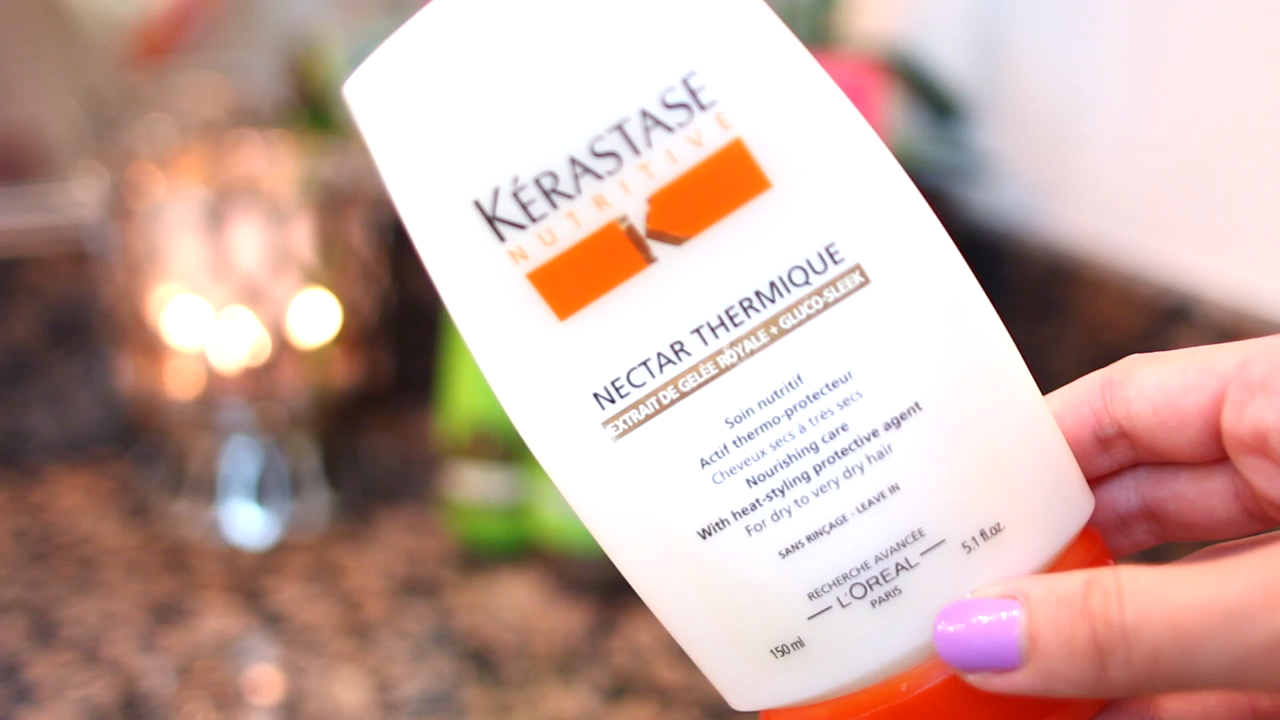 KÉRASTASE
NUTRITIVE
NECTAR THERMIQUE
EXTRAIT DE GELÉE ROYALE + GLUCO-SLEEK
Soin nutritif
Actif thermo-protecteur
Cheveux secs à très secs
Nourishing care
With heat-styling protective agent
For dry to very dry hair
SANS RINÇAGE - LEAVE IN
RECHERCHE AVANCÉE
L'ORÉAL
PARIS
150 ml 5.1 fl.oz